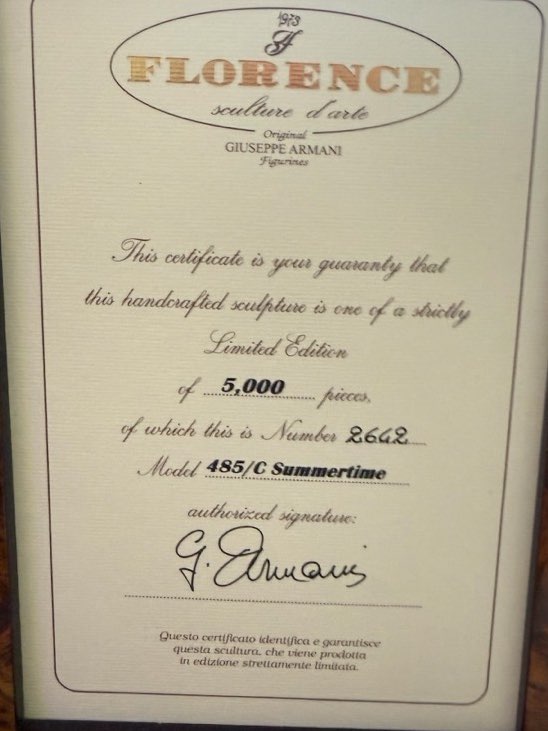 1973
FLORENCE
sculture d'arte
Original
GIUSEPPE ARMANI
Figurines
This certificate is your guaranty that
this handcrafted sculpture is one of a strictly
Limited Edition
of 5,000 pieces,
of which this is Number 2642
Model 485/C Summertime
authorized signature:
G. Armani
Questo certificato identifica e garantisce
questa scultura, che viene prodotta
in edizione strettamente limitata.